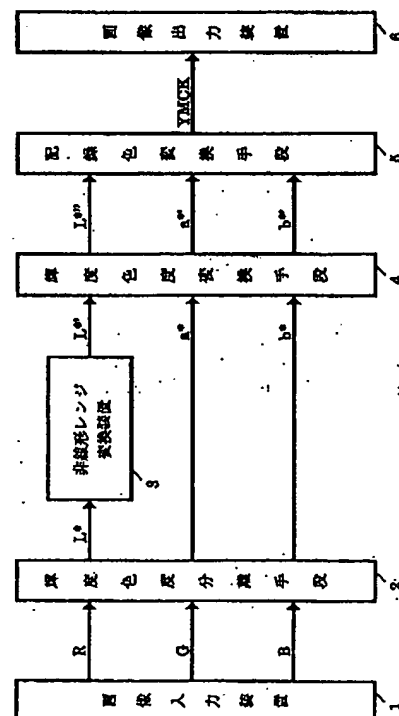 画像入力装置
1
R
G
B
輝度色度分離手段
2
L*
非線形レンジ
変換装置
3
L*'
a*
b*
輝度色度変換手段
4
L*''
a*'
b*'
記録色変換手段
5
YMCK
画像出力装置
6